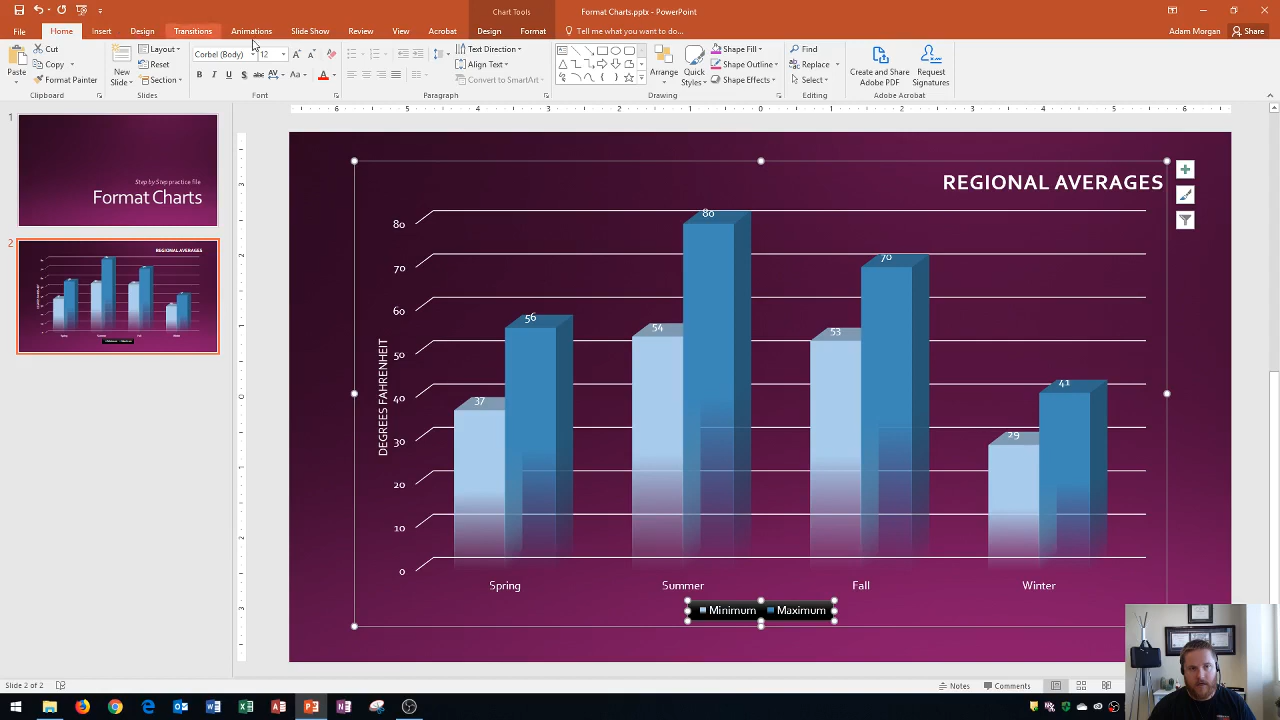 Chart Tools
Format Charts.pptx - PowerPoint
File
Home
Insert
Design
Transitions
Animations
Slide Show
Review
View
Acrobat
Design
Format
Tell me what you want to do...
Adam Morgan
Share
Paste
Cut
Copy
Format Painter
Clipboard
New
Slide
Layout
Reset
Section
Slides
Corbel (Body)
12
Font
Text Direction
Align Text
Convert to SmartArt
Paragraph
Arrange
Quick
Styles
Shape Fill
Shape Outline
Shape Effects
Drawing
Find
Replace
Select
Editing
Create and Share
Adobe PDF
Request
Signatures
Adobe Acrobat
1
Step by Step practice file
Format Charts
2
REGIONAL AVERAGES
REGIONAL AVERAGES
DEGREES FAHRENHEIT
80
70
60
50
40
30
20
10
0
37
56
54
80
53
70
29
41
Spring
Summer
Fall
Winter
Minimum
Maximum
Slide 2 of 2
Notes
Comments